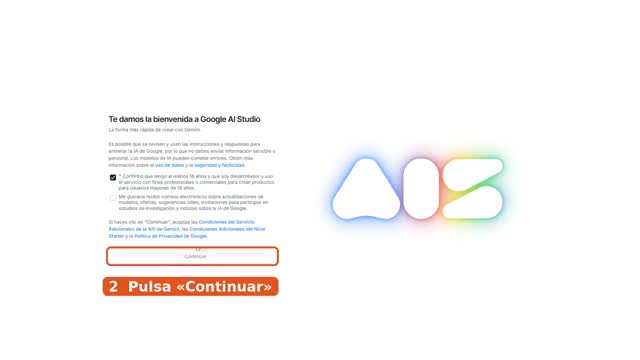 Te damos la bienvenida a Google AI Studio
La forma más rápida de crear con Gemini
Es posible que se revisen y usen las instrucciones y respuestas para
entrenar la IA de Google, por lo que no debes enviar información sensible o
personal. Los modelos de IA pueden cometer errores. Obtén más
información sobre el uso de datos y la seguridad y facticidad.
* Confirmo que tengo al menos 18 años y que soy desarrollador y uso
el servicio con fines profesionales o comerciales para crear productos
para usuarios mayores de 18 años.
Me gustaría recibir correos electrónicos sobre actualizaciones de
modelos, ofertas, sugerencias útiles, invitaciones para participar en
estudios de investigación y noticias sobre la IA de Google.
Si haces clic en "Continuar", aceptas las Condiciones del Servicio
Adicionales de la API de Gemini, las Condiciones Adicionales del Nivel
Starter y la Política de Privacidad de Google.
Continuar
2 Pulsa «Continuar»